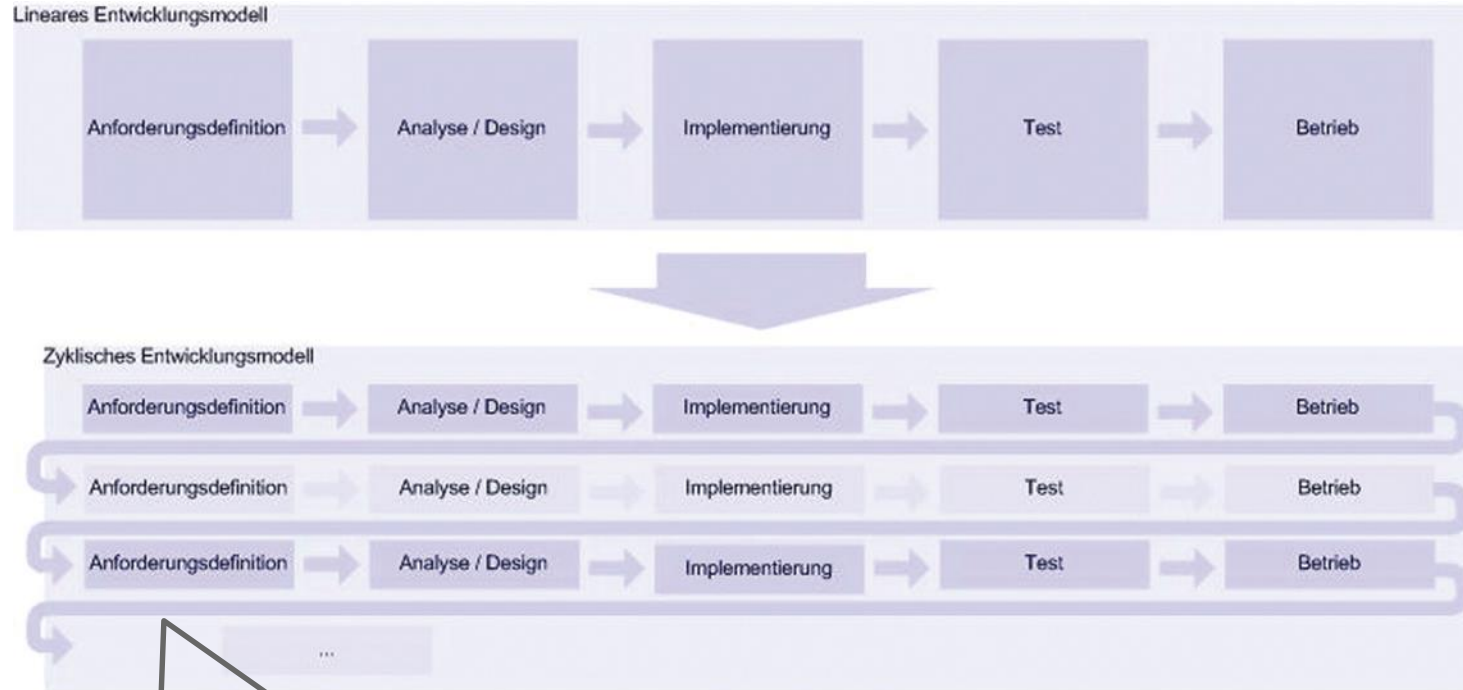 Lineares Entwicklungsmodell
Anforderungsdefinition Analyse / Design Implementierung Test Betrieb
Zyklisches Entwicklungsmodell
Anforderungsdefinition Analyse / Design Implementierung Test Betrieb
Anforderungsdefinition Analyse / Design Implementierung Test Betrieb
Anforderungsdefinition Analyse / Design Implementierung Test Betrieb
...